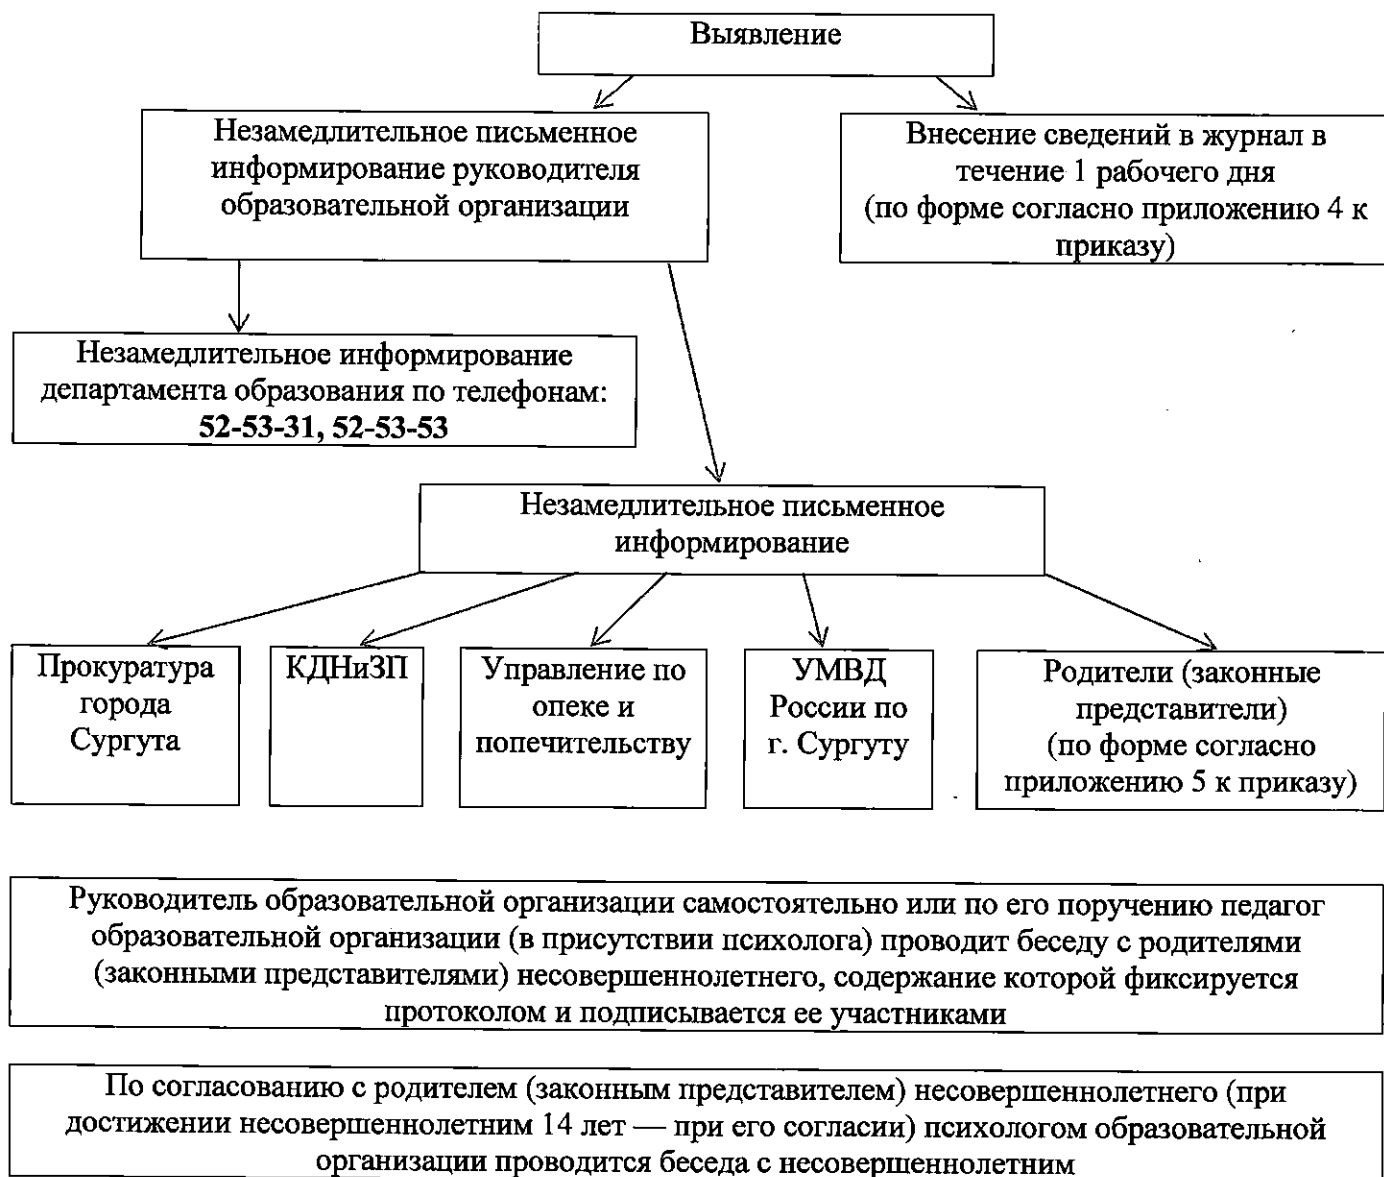 Выявление
Незамедлительное письменное
информирование руководителя
образовательной организации
Внесение сведений в журнал в
течение 1 рабочего дня
(по форме согласно приложению 4 к
приказу)
Незамедлительное информирование
департамента образования по телефонам:
52-53-31, 52-53-53
Незамедлительное письменное
информирование
Прокуратура
города
Сургута
КДНиЗП
Управление по
опеке и
попечительству
УМВД
России по
г. Сургуту
Родители (законные
представители)
(по форме согласно
приложению 5 к приказу)
Руководитель образовательной организации самостоятельно или по его поручению педагог
образовательной организации (в присутствии психолога) проводит беседу с родителями
(законными представителями) несовершеннолетнего, содержание которой фиксируется
протоколом и подписывается ее участниками
По согласованию с родителем (законным представителем) несовершеннолетнего (при
достижении несовершеннолетним 14 лет — при его согласии) психологом образовательной
организации проводится беседа с несовершеннолетним